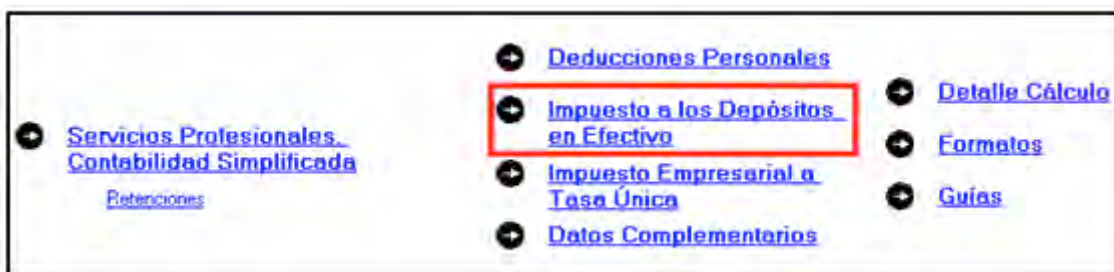 Servicios Profesionales.
Contabilidad Simplificada
Retenciones
Deducciones Personales
Impuesto a los Depósitos
en Efectivo
Impuesto Empresarial a
Tasa Única
Datos Complementarios
Detalle Cálculo
Formatos
Guías